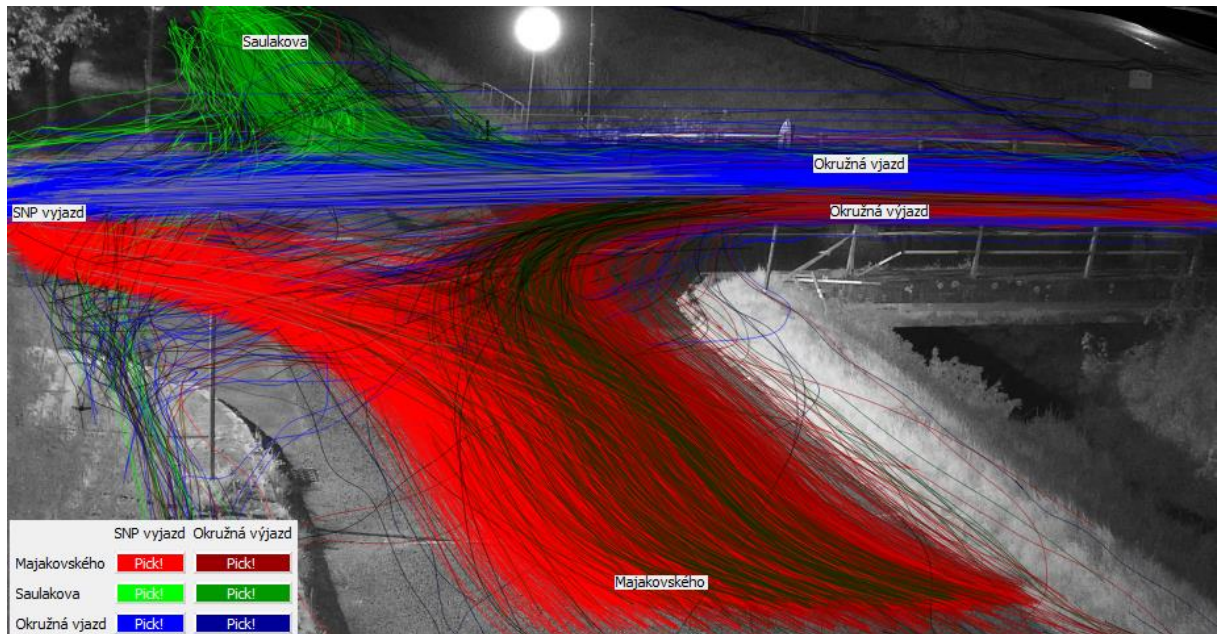 Saulakova
Okružná vjazd
SNP vyjazd
Okružná výjazd
Majakovského
SNP vyjazd Okružná výjazd
Majakovského Pick! Pick!
Saulakova Pick! Pick!
Okružná vjazd Pick! Pick!